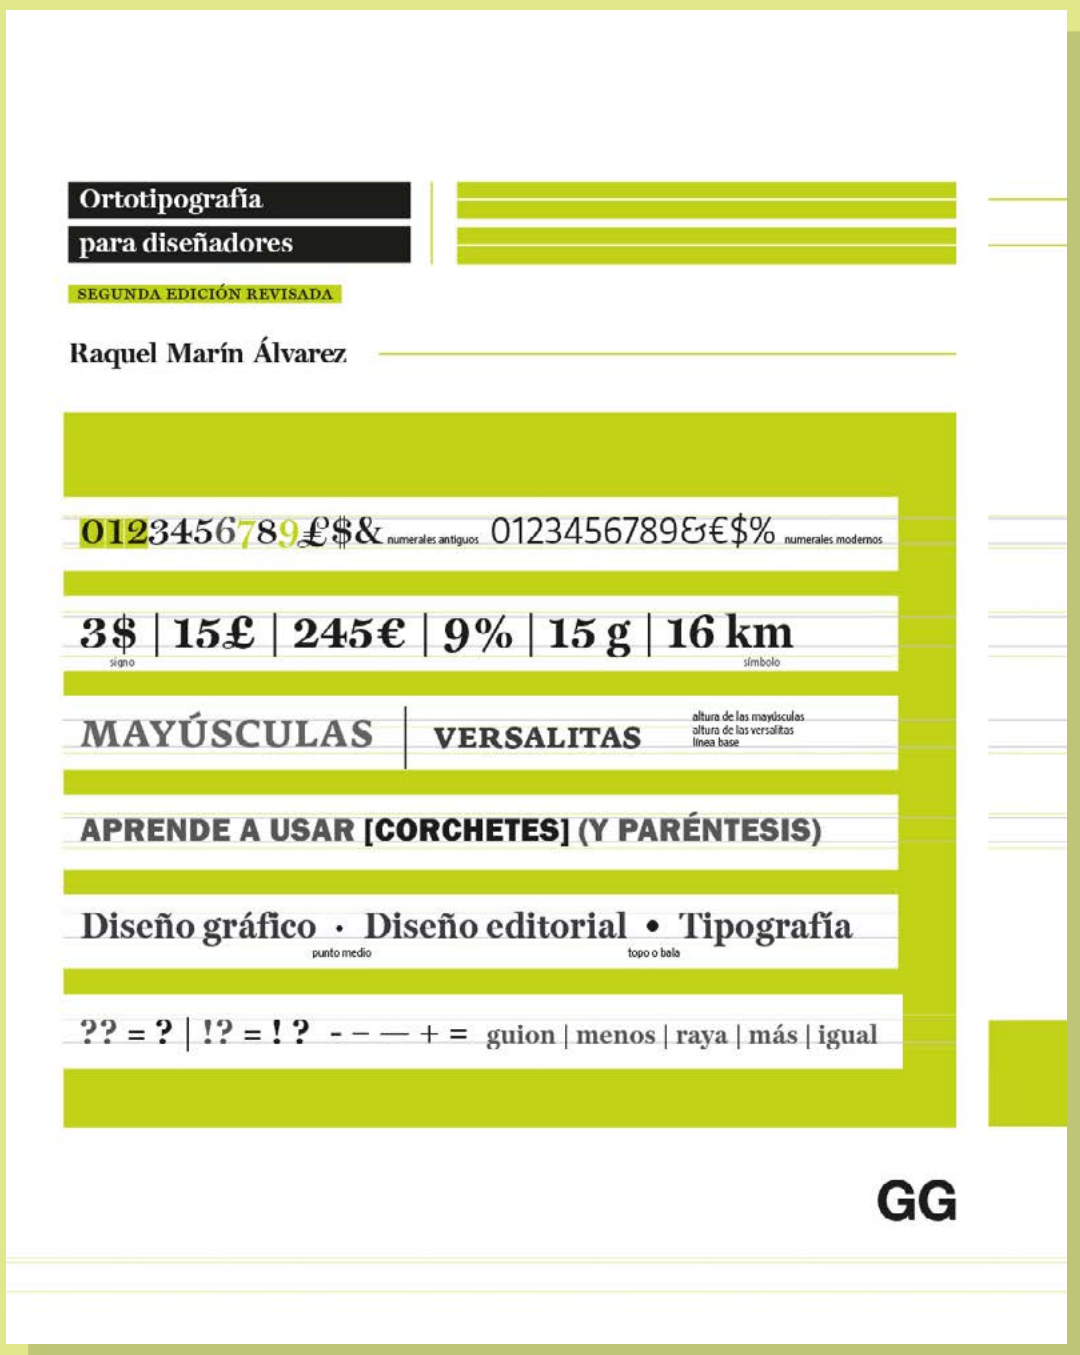 Ortotipografía
para diseñadores
SEGUNDA EDICIÓN REVISADA
Raquel Marín Álvarez
0123456789£$& numerales antiguos 0123456789&€$% numerales modernos
3$ | 15£ | 245€ | 9% | 15 g | 16 km
signo símbolo
MAYÚSCULAS | VERSALITAS
altura de las mayúsculas
altura de las versalitas
línea base
APRENDE A USAR [CORCHETES] (Y PARÉNTESIS)
Diseño gráfico · Diseño editorial • Tipografía
punto medio topo o bala
?? = ? | !? = ! ? - – — + = guion | menos | raya | más | igual
GG